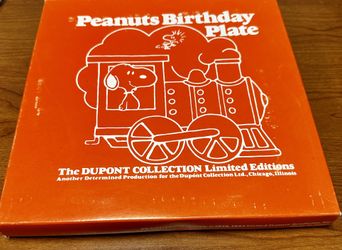 Peanuts Birthday
Plate
The DUPONT COLLECTION Limited Editions
Another Determined Production for the Dupont Collection Ltd., Chicago, Illinois